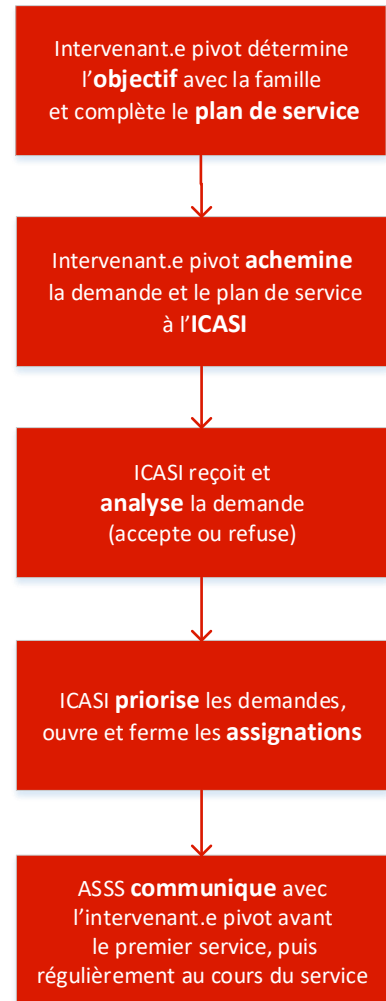 Intervenant.e pivot détermine
l'objectif avec la famille
et complète le plan de service
Intervenant.e pivot achemine
la demande et le plan de service
à l'ICASI
ICASI reçoit et
analyse la demande
(accepte ou refuse)
ICASI priorise les demandes,
ouvre et ferme les assignations
ASSS communique avec
l'intervenant.e pivot avant
le premier service, puis
régulièrement au cours du service